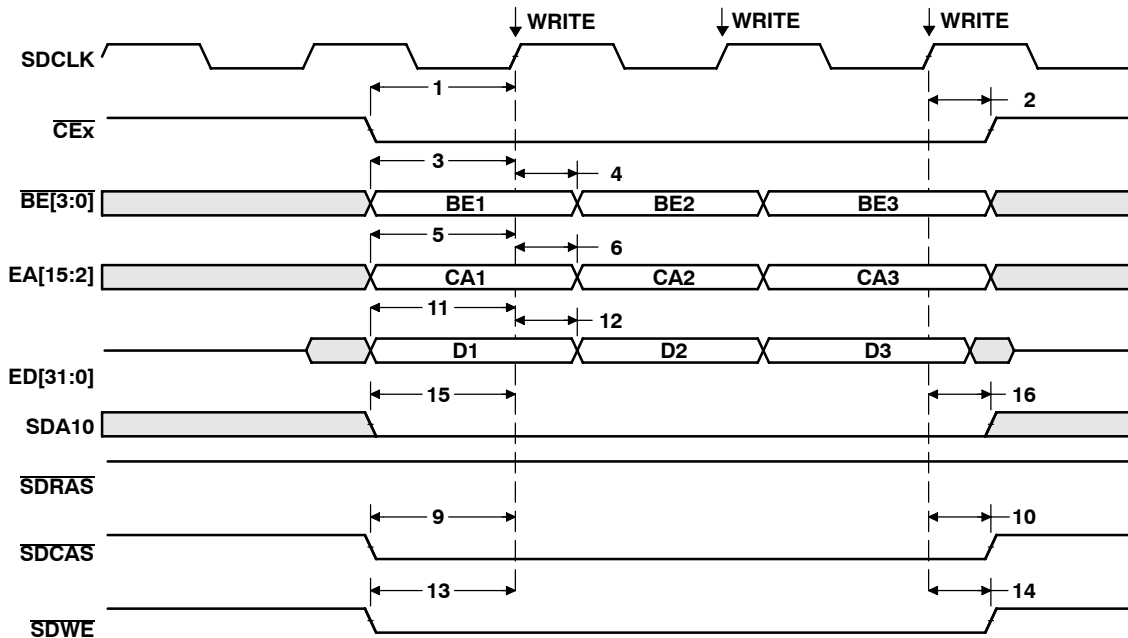 WRITE WRITE WRITE
SDCLK
1 2
CEx
3 4
BE[3:0] BE1 BE2 BE3
5 6
EA[15:2] CA1 CA2 CA3
11 12
D1 D2 D3
ED[31:0]
15 16
SDA10
SDRAS
9 10
SDCAS
13 14
SDWE